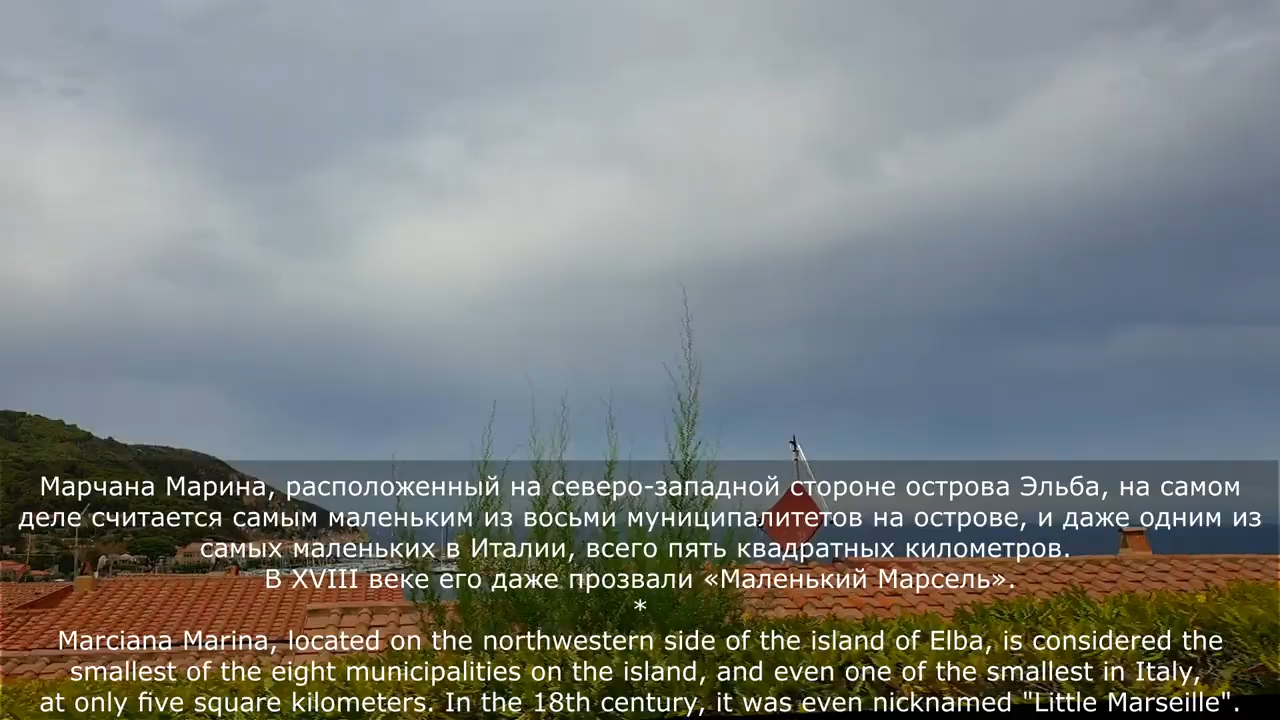 Марчана Марина, расположенный на северо-западной стороне острова Эльба, на самом
деле считается самым маленьким из восьми муниципалитетов на острове, и даже одним из
самых маленьких в Италии, всего пять квадратных километров.
В XVIII веке его даже прозвали «Маленький Марсель».
*
Marciana Marina, located on the northwestern side of the island of Elba, is considered the
smallest of the eight municipalities on the island, and even one of the smallest in Italy,
at only five square kilometers. In the 18th century, it was even nicknamed "Little Marseille".